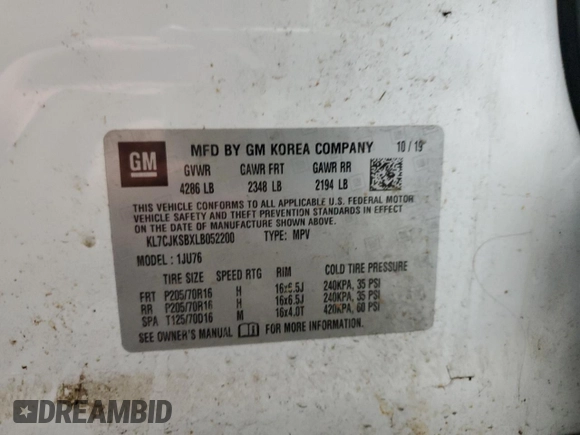 GM
MFD BY GM KOREA COMPANY 10/19
GVWR GAWR FRT GAWR RR
4286 LB 2348 LB 2194 LB
THIS VEHICLE CONFORMS TO ALL APPLICABLE U.S. FEDERAL MOTOR
VEHICLE SAFETY AND THEFT PREVENTION STANDARDS IN EFFECT ON
THE DATE OF MANUFACTURE SHOWN ABOVE.
KL7CJKSBXLB052200 TYPE: MPV
MODEL: 1JU76
TIRE SIZE SPEED RTG RIM COLD TIRE PRESSURE
FRT P205/70R16 H 16x6.5J 240KPA, 35 PSI
RR P205/70R16 H 16x6.5J 240KPA, 35 PSI
SPA T125/70D16 M 16x4.0T 420KPA, 60 PSI
SEE OWNER'S MANUAL FOR MORE INFORMATION.
DREAMBID